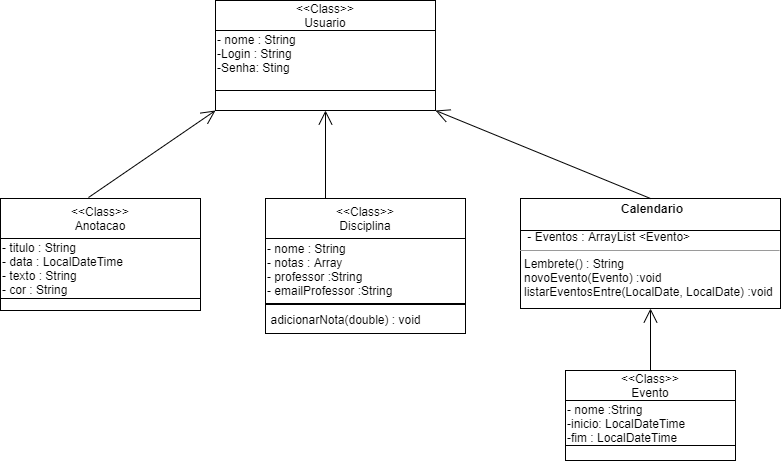 <<Class>>
Usuario
- nome : String
-Login : String
-Senha: Sting
<<Class>>
Anotacao
- titulo : String
- data : LocalDateTime
- texto : String
- cor : String
<<Class>>
Disciplina
- nome : String
- notas : Array
- professor :String
- emailProfessor :String
adicionarNota(double) : void
Calendario
- Eventos : ArrayList <Evento>
Lembrete() : String
novoEvento(Evento) :void
listarEventosEntre(LocalDate, LocalDate) :void
<<Class>>
Evento
- nome :String
-inicio: LocalDateTime
-fim : LocalDateTime